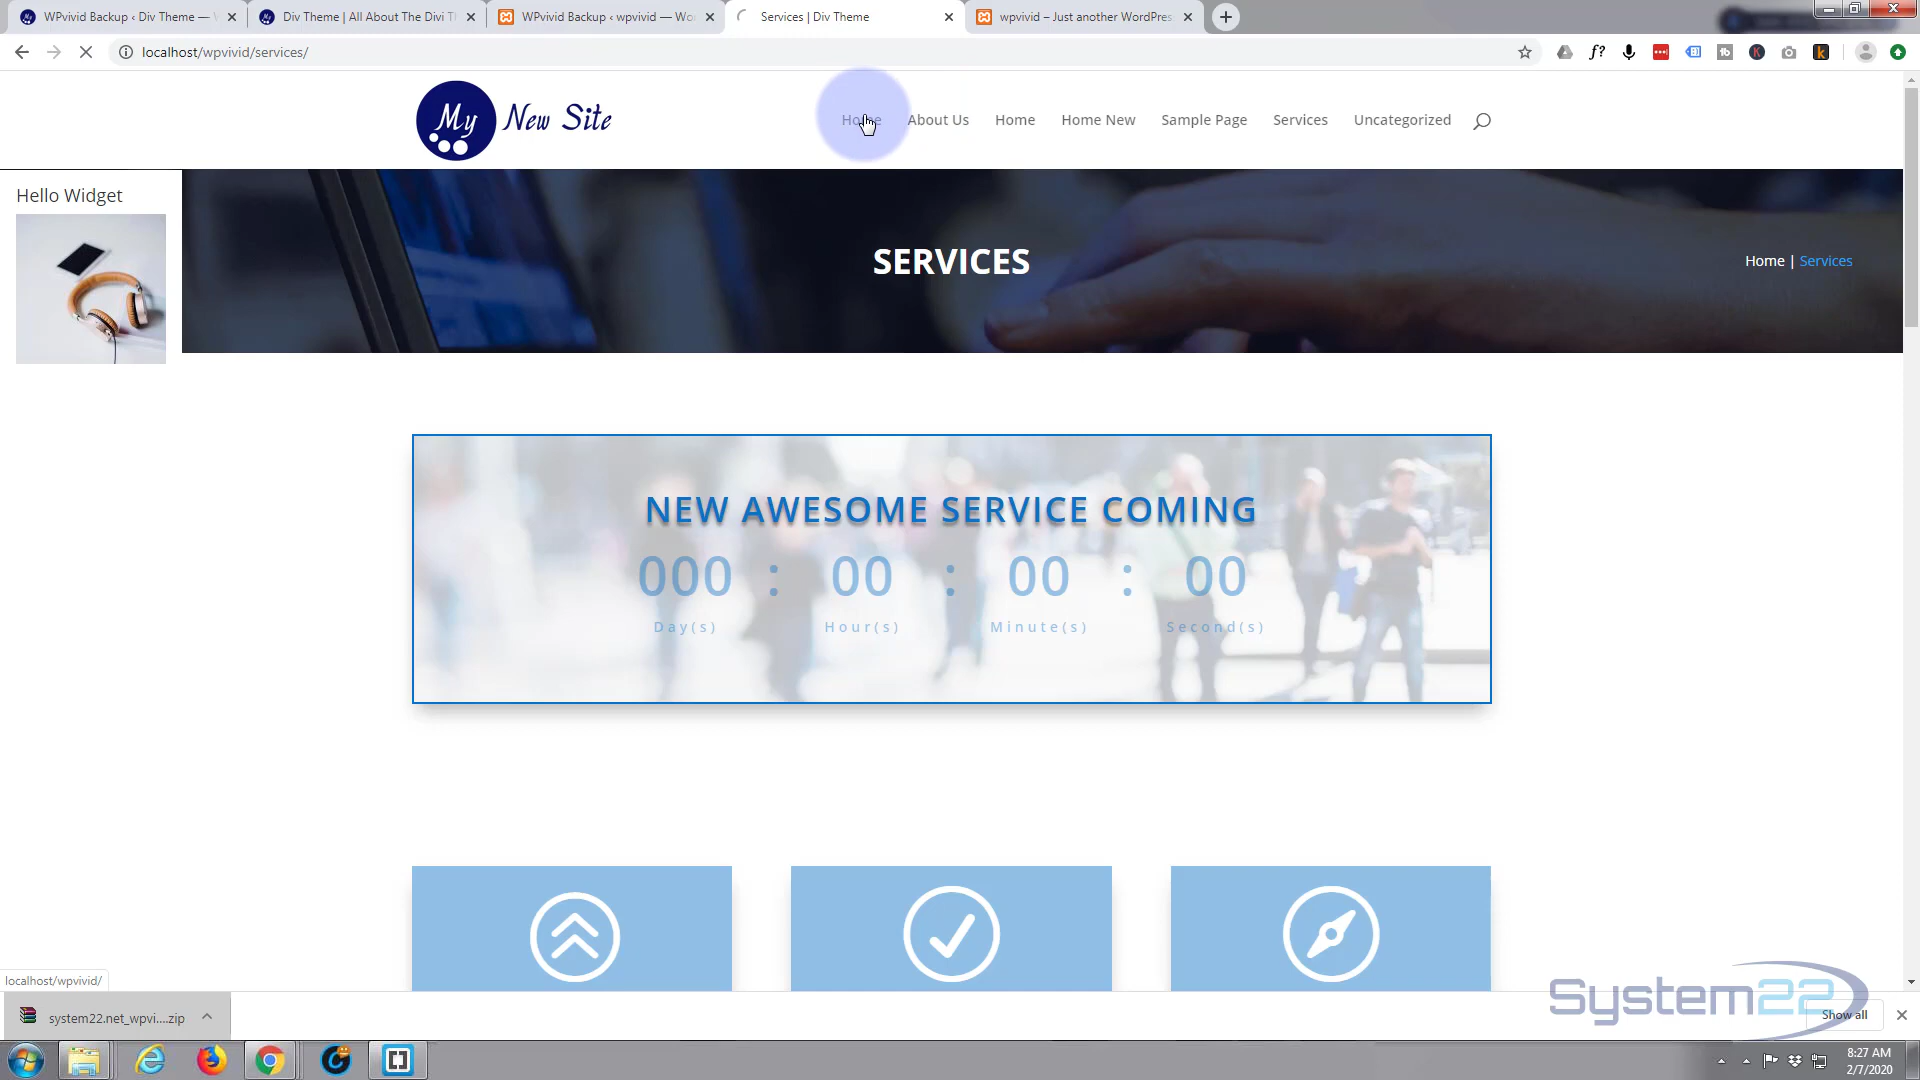 WPvivid Backup ‹ Div Theme — W
Div Theme | All About The Divi Th
WPvivid Backup ‹ wpvivid — Wor
Services | Div Theme
wpvivid – Just another WordPres
localhost/wpvivid/services/
My New Site
Home
About Us
Home
Home New
Sample Page
Services
Uncategorized
Hello Widget
SERVICES
Home | Services
NEW AWESOME SERVICE COMING
000 : 00 : 00 : 00
Day(s)
Hour(s)
Minute(s)
Second(s)
localhost/wpvivid/
system22.net_wpvi....zip
System22
Show all
8:27 AM
2/7/2020